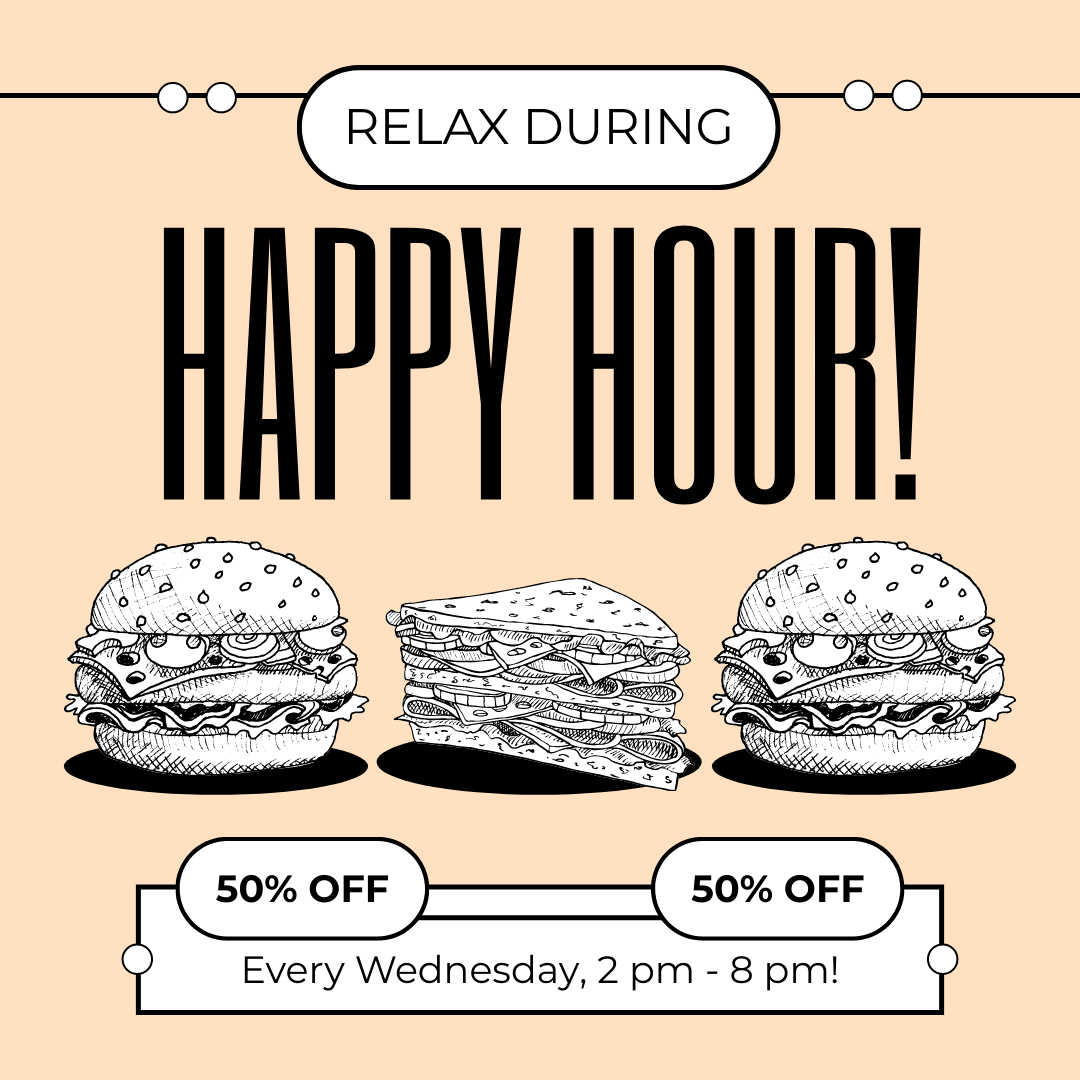 RELAX DURING
HAPPY HOUR!
50% OFF
50% OFF
Every Wednesday, 2 pm - 8 pm!